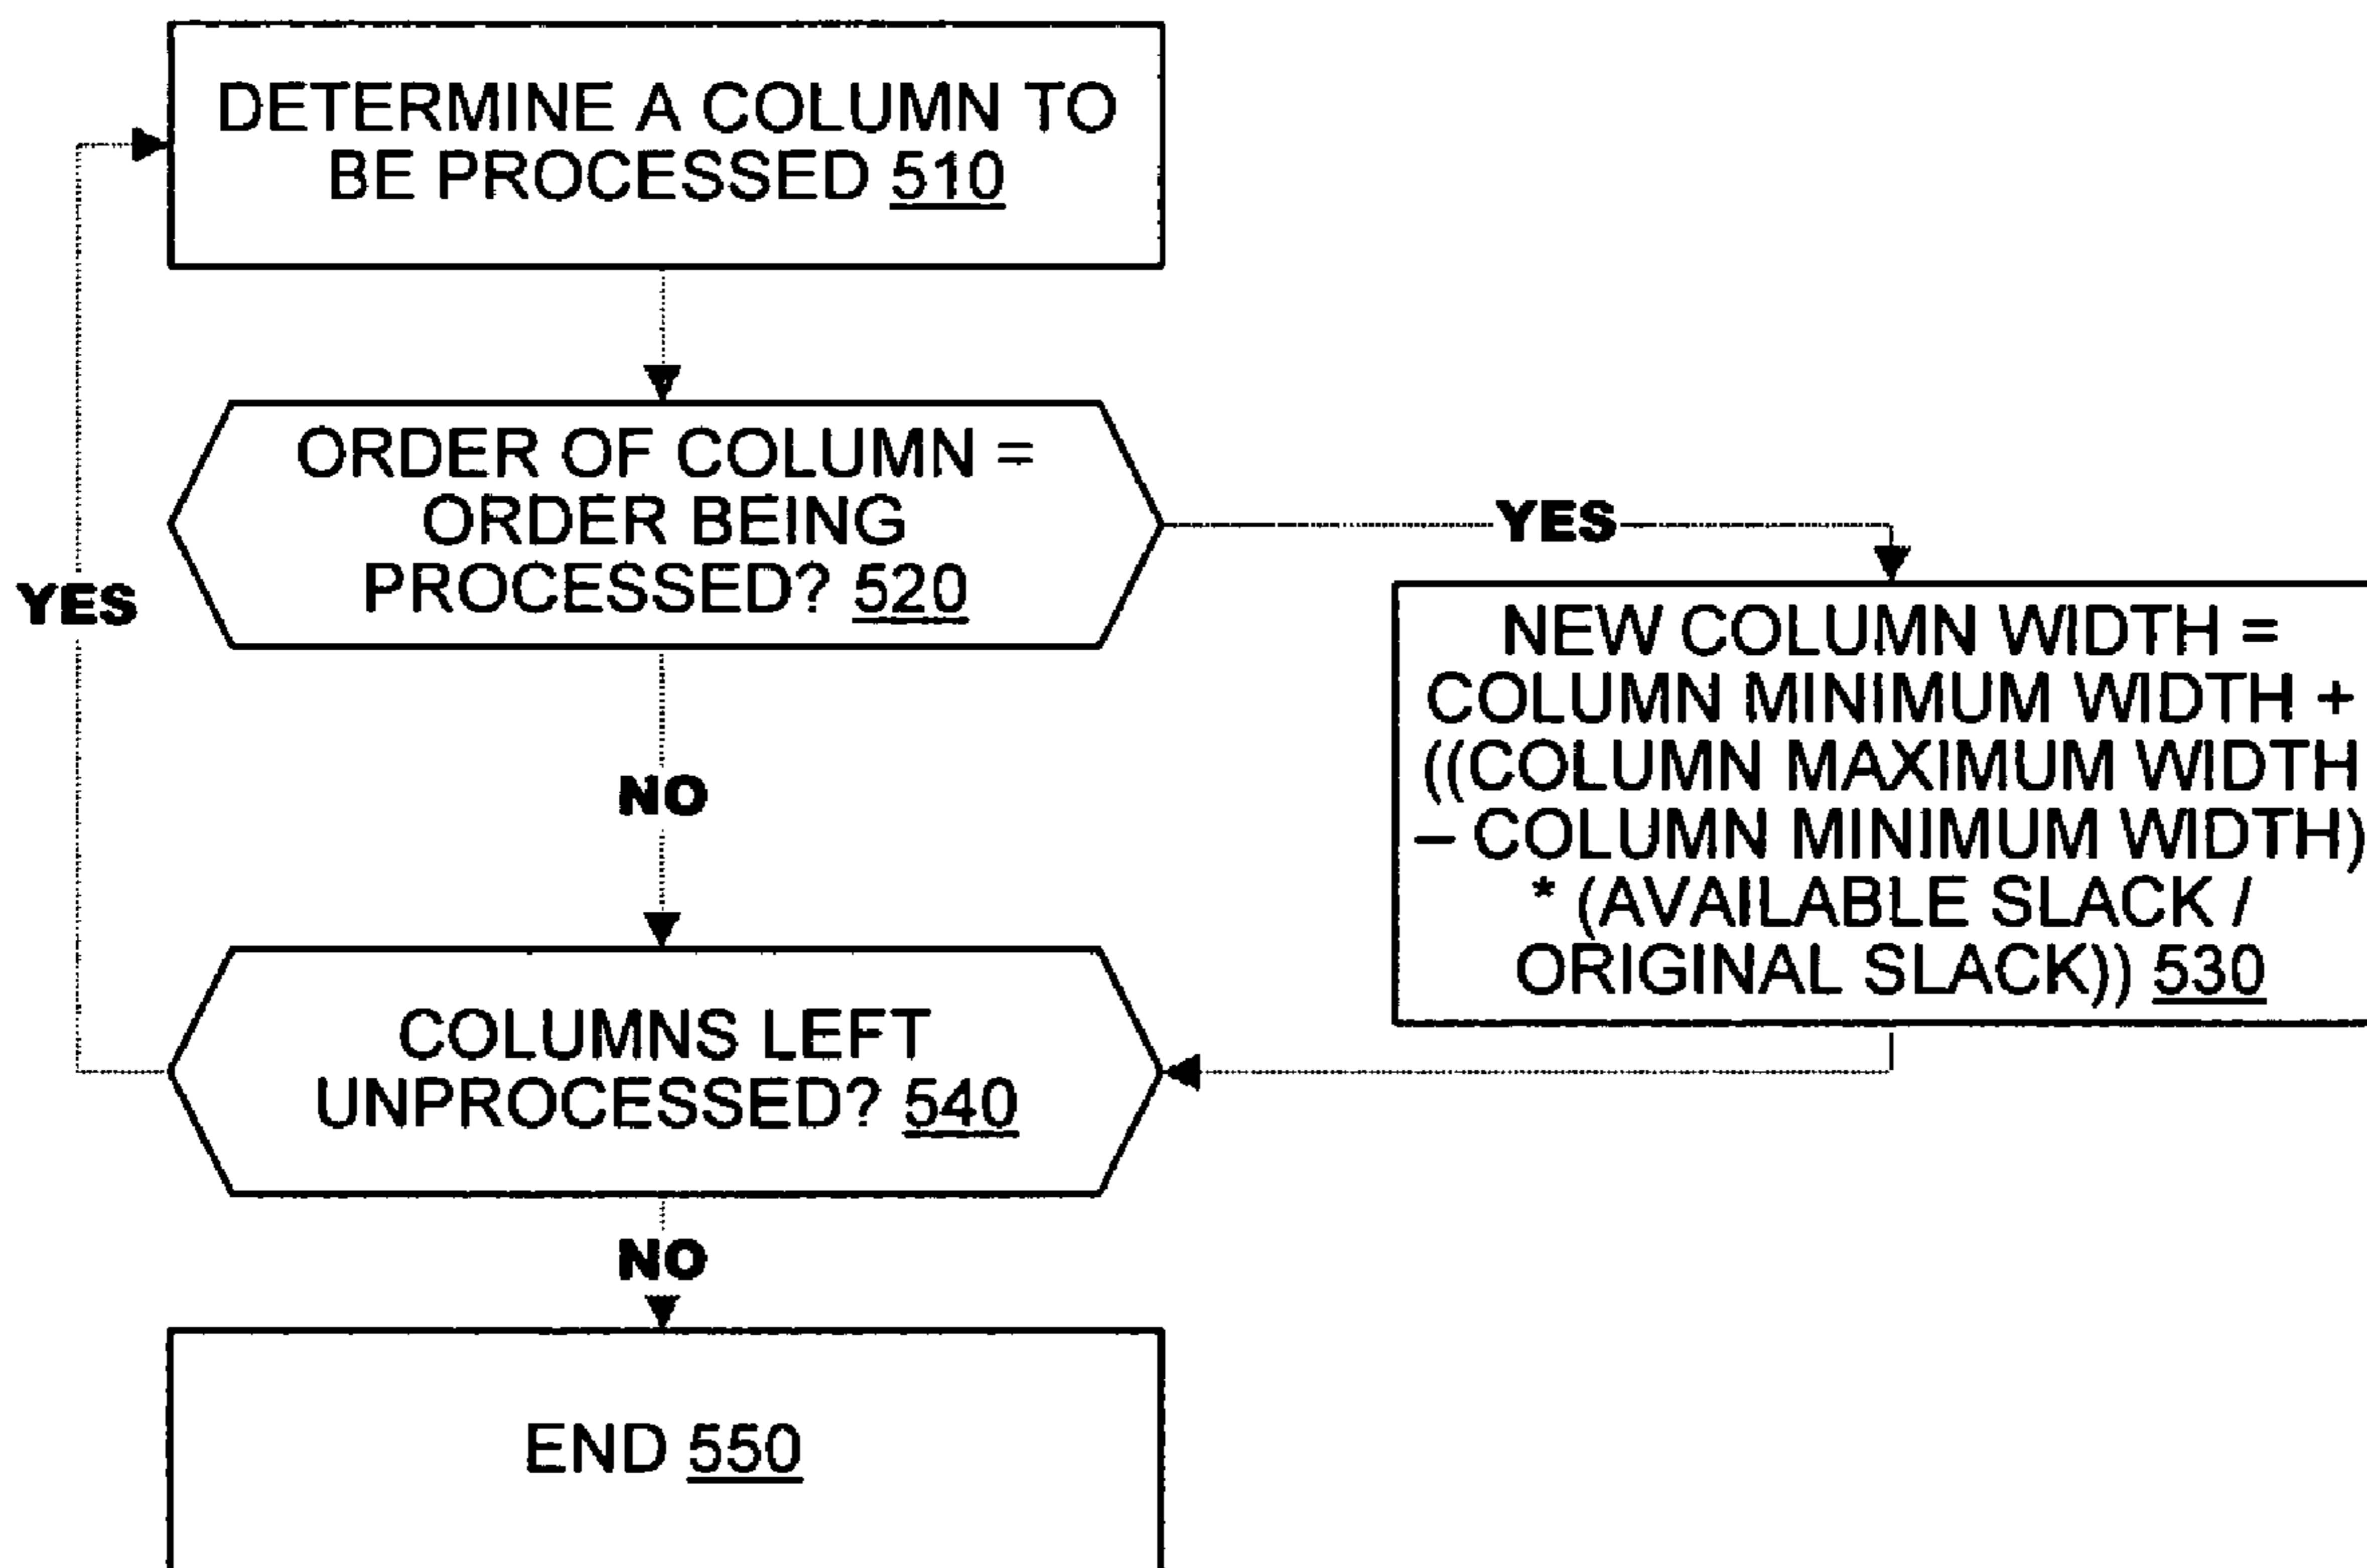 DETERMINE A COLUMN TO
BE PROCESSED 510
ORDER OF COLUMN =
ORDER BEING
PROCESSED? 520
YES
YES
NEW COLUMN WIDTH =
COLUMN MINIMUM WIDTH +
((COLUMN MAXIMUM WIDTH
– COLUMN MINIMUM WIDTH)
* (AVAILABLE SLACK /
ORIGINAL SLACK)) 530
NO
COLUMNS LEFT
UNPROCESSED? 540
NO
END 550